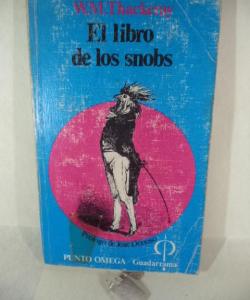 W.M.Thackeray
El libro
de los snobs
PUNTO OMEGA / Guadarrama